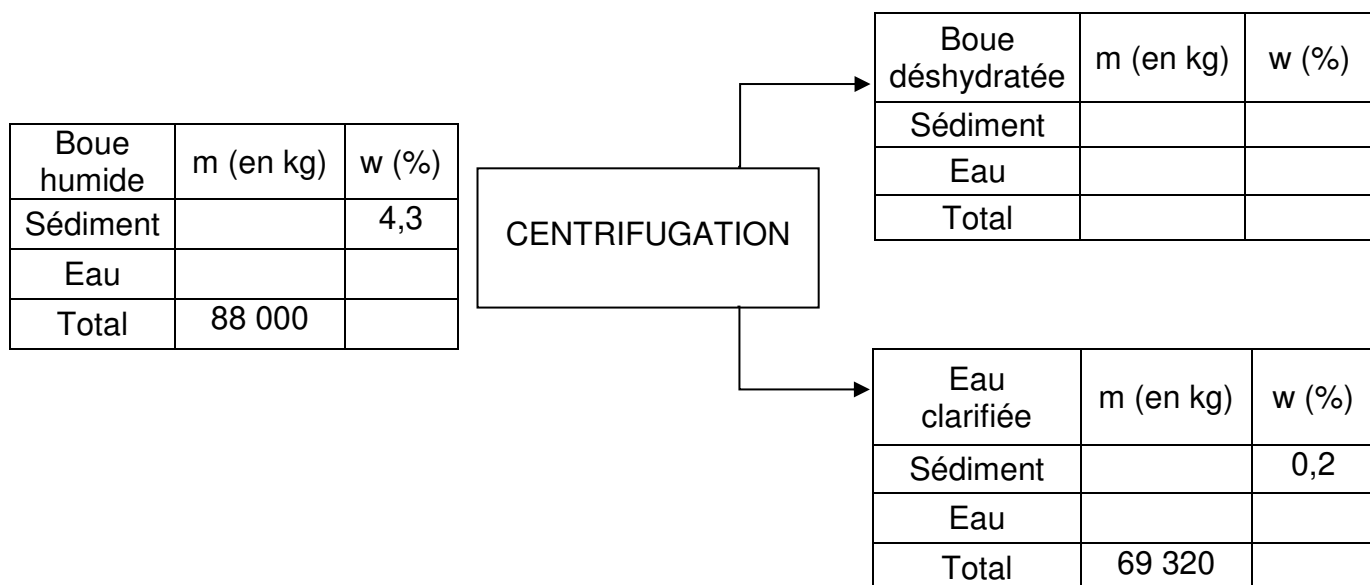 Boue
humide
m (en kg)
w (%)
Sédiment
4,3
Eau
Total
88 000
CENTRIFUGATION
Boue
déshydratée
m (en kg)
w (%)
Sédiment
Eau
Total
Eau
clarifiée
m (en kg)
w (%)
Sédiment
0,2
Eau
Total
69 320